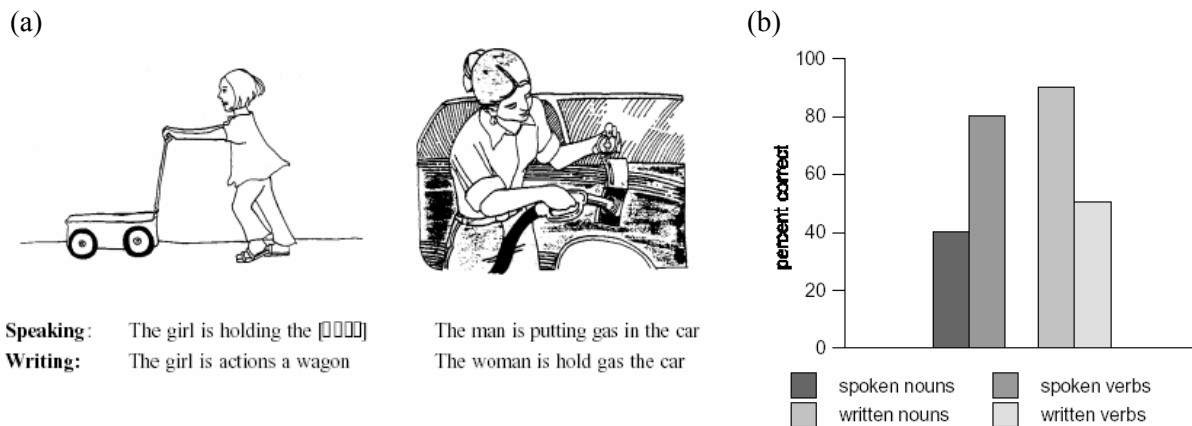 (a)
Speaking: The girl is holding the [▯▯▯▯] The man is putting gas in the car
Writing: The girl is actions a wagon The woman is hold gas the car
(b)
percent correct
100
80
60
40
20
0
spoken nouns spoken verbs
written nouns written verbs